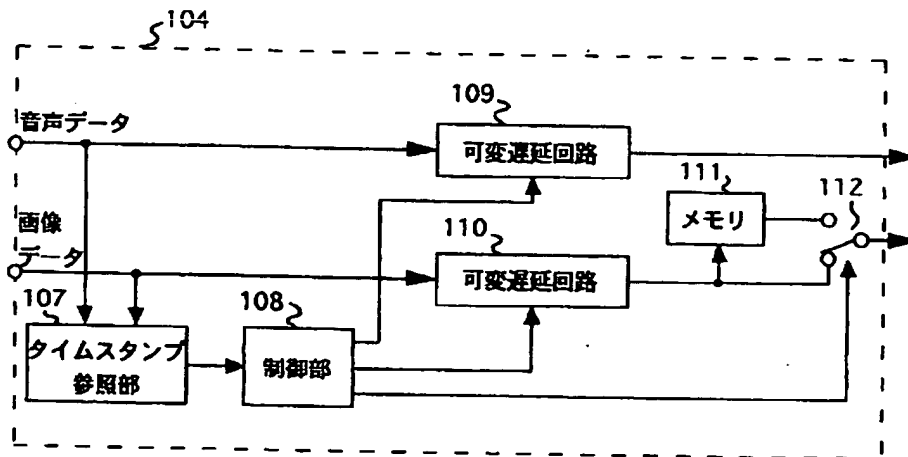 104
音声データ
109
可変遅延回路
111
メモリ
112
画像
データ
110
可変遅延回路
107
タイムスタンプ
参照部
108
制御部